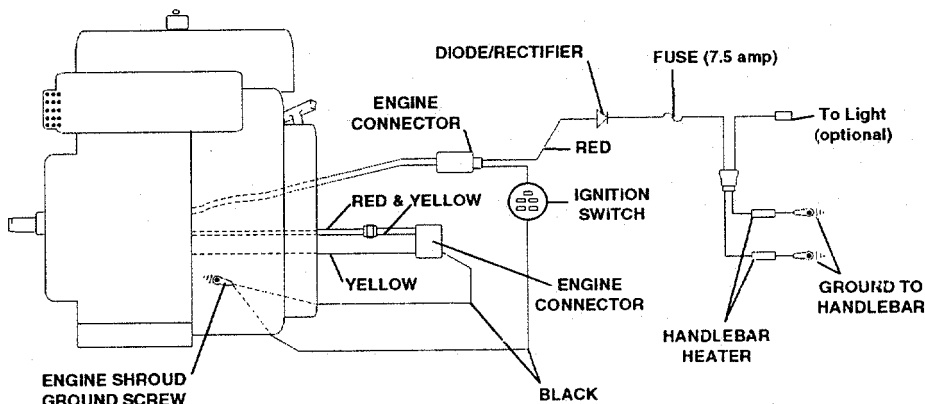 DIODE/RECTIFIER
FUSE (7.5 amp)
ENGINE
CONNECTOR
To Light
(optional)
RED
IGNITION
SWITCH
RED & YELLOW
YELLOW
ENGINE
CONNECTOR
GROUND TO
HANDLEBAR
HANDLEBAR
HEATER
ENGINE SHROUD
GROUND SCREW
BLACK